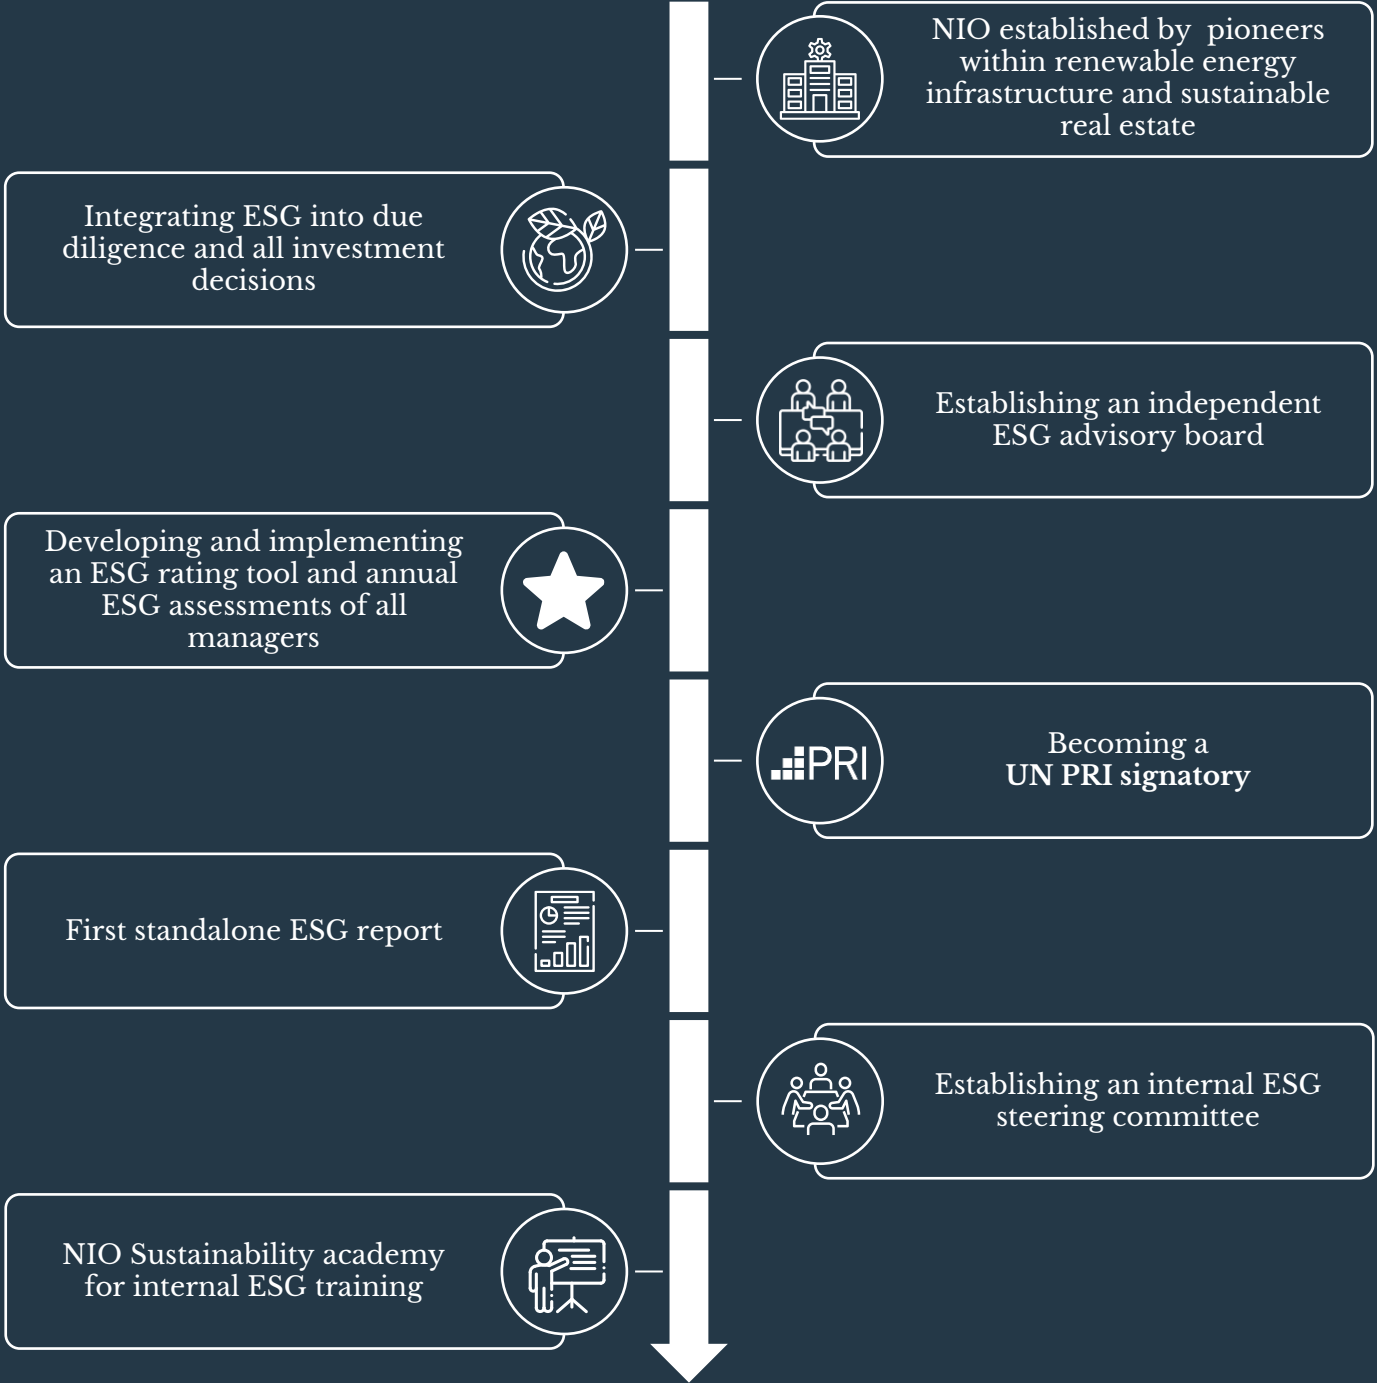 NIO established by  pioneers
within renewable energy
infrastructure and sustainable
real estate
Integrating ESG into due
diligence and all investment
decisions
Establishing an independent
ESG advisory board
Developing and implementing
an ESG rating tool and annual
ESG assessments of all
managers
PRI
Becoming a
UN PRI signatory
First standalone ESG report
Establishing an internal ESG
steering committee
NIO Sustainability academy
for internal ESG training